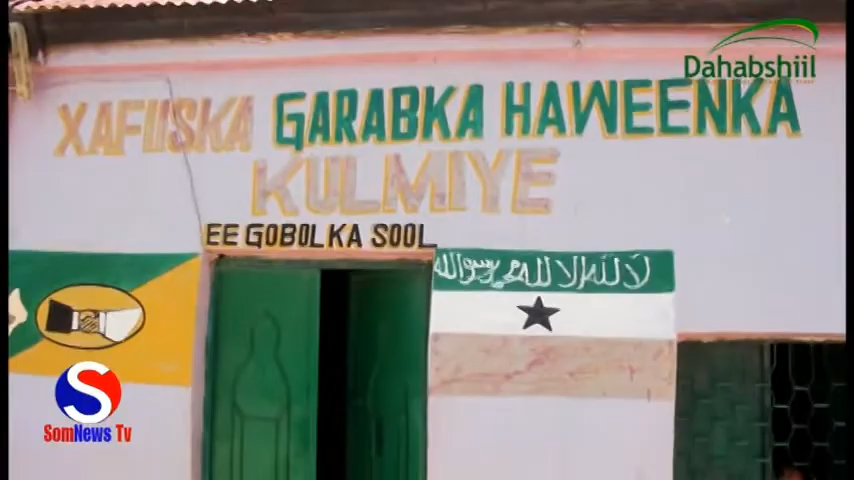 Dahabshiil
XAFIISKA GARABKA HAWEENKA
KULMIYE
EE GOBOLKA SOOL
لا إله إلا الله محمد رسول الله
S
SomNews Tv